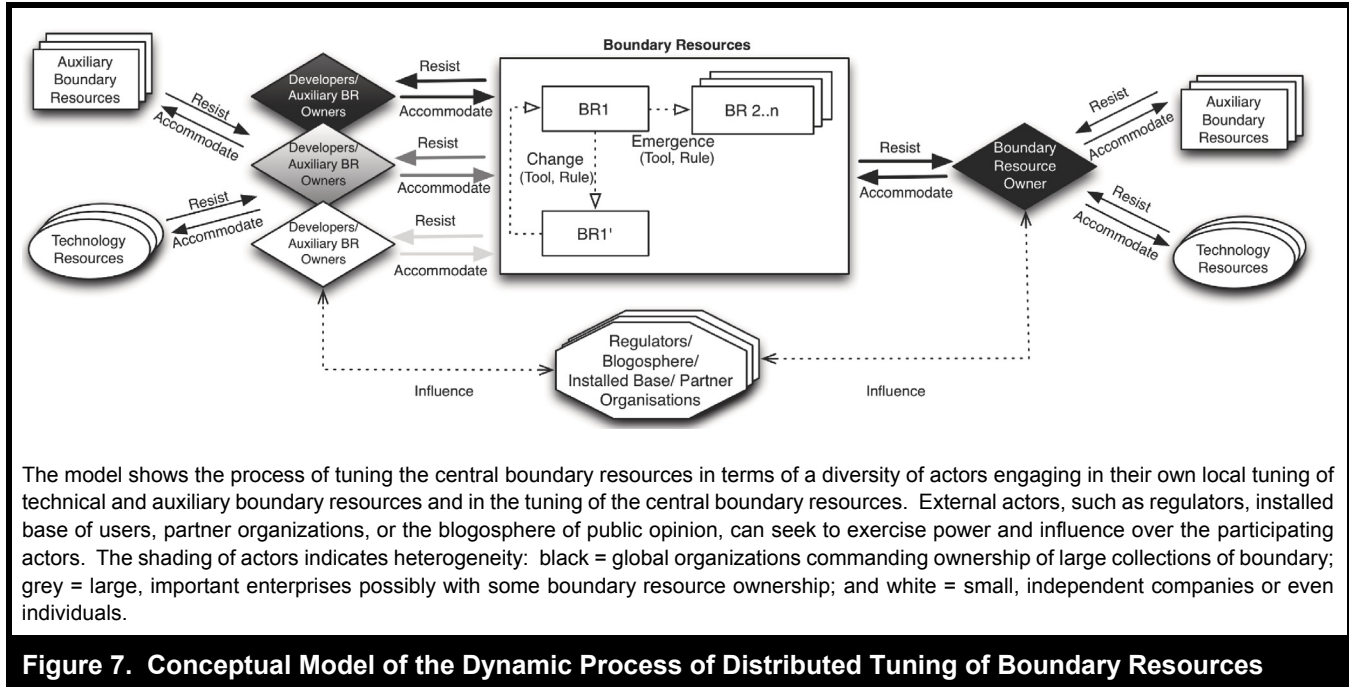 Boundary Resources
Auxiliary
Boundary
Resources
Resist
Accommodate
Technology
Resources
Resist
Accommodate
Developers/
Auxiliary BR
Owners
Developers/
Auxiliary BR
Owners
Developers/
Auxiliary BR
Owners
Resist
Accommodate
Resist
Accommodate
Resist
Accommodate
BR1
BR 2..n
Emergence
(Tool, Rule)
Change
(Tool, Rule)
BR1'
Resist
Accommodate
Boundary
Resource
Owner
Resist
Accommodate
Auxiliary
Boundary
Resources
Resist
Accommodate
Technology
Resources
Influence
Regulators/
Blogosphere/
Installed Base/ Partner
Organisations
Influence
The model shows the process of tuning the central boundary resources in terms of a diversity of actors engaging in their own local tuning of
technical and auxiliary boundary resources and in the tuning of the central boundary resources. External actors, such as regulators, installed
base of users, partner organizations, or the blogosphere of public opinion, can seek to exercise power and influence over the participating
actors. The shading of actors indicates heterogeneity: black = global organizations commanding ownership of large collections of boundary;
grey = large, important enterprises possibly with some boundary resource ownership; and white = small, independent companies or even
individuals.
Figure 7. Conceptual Model of the Dynamic Process of Distributed Tuning of Boundary Resources